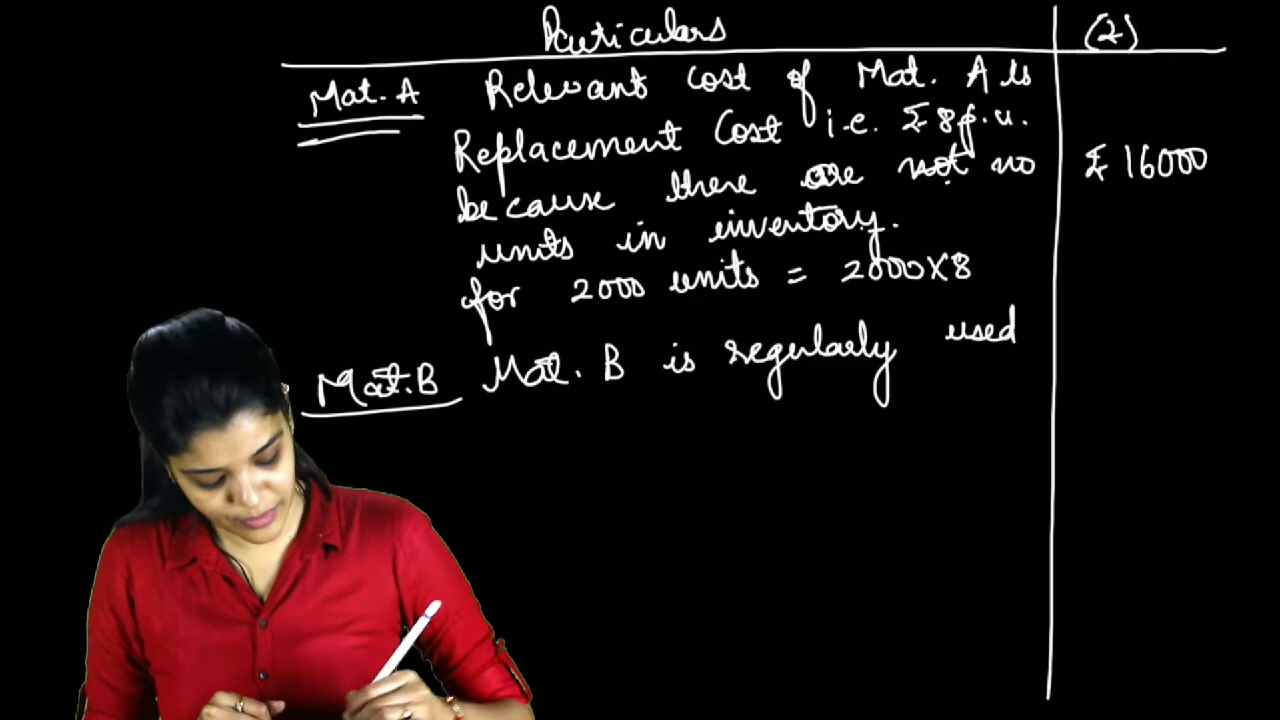 Particulars (₹)
Mat. A Relevant cost of Mat. A is
Replacement Cost i.e. ₹ 8 p.u.
because there are not no ₹ 16000
units in inventory.
for 2000 units = 2000 X 8
Mat. B Mat. B is regularly used